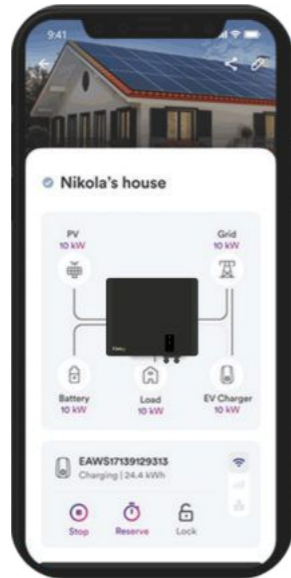 9:41
Nikola's house
PV
10 kW
Grid
10 kW
Battery
10 kW
Load
10 kW
EV Charger
10 kW
EAWS17139129313
Charging | 24.4 kWh
Stop
Reserve
Lock